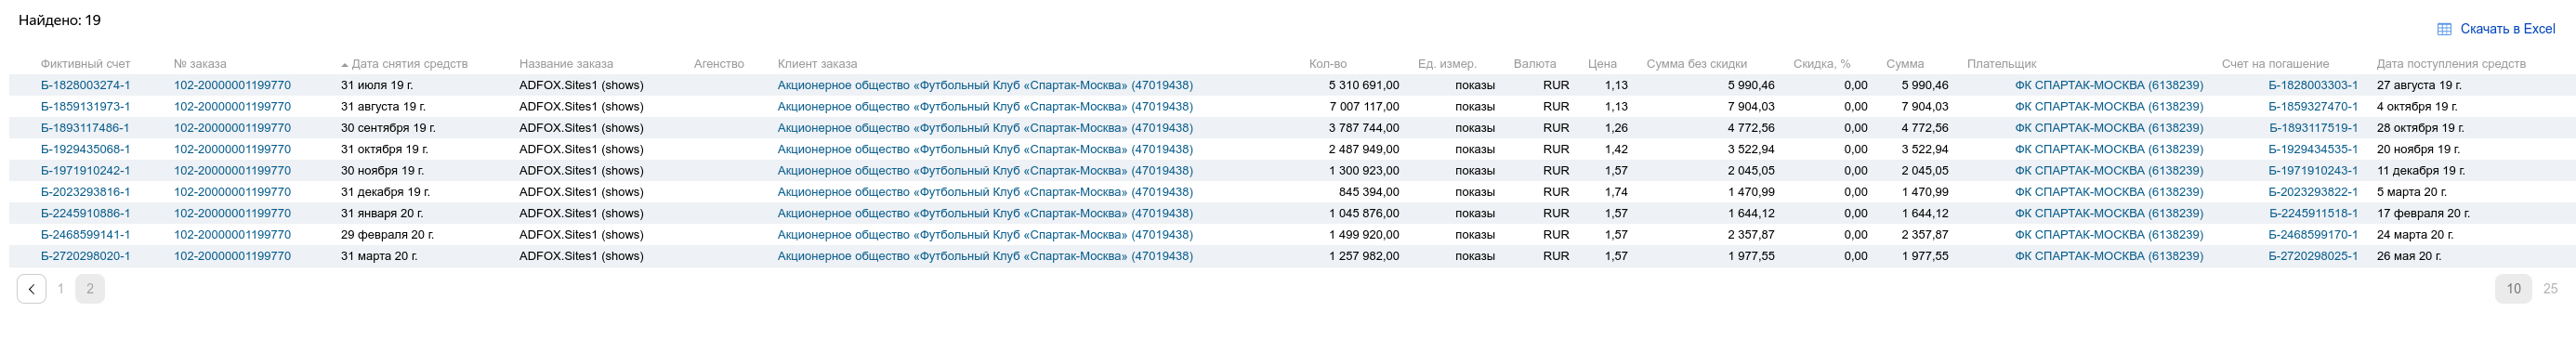 Найдено: 19
Скачать в Excel
Фиктивный счет № заказа Дата снятия средств Название заказа Агенство Клиент заказа Кол-во Ед. измер. Валюта Цена Сумма без скидки Скидка, % Сумма Плательщик Счет на погашение Дата поступления средств
Б-1828003274-1 102-20000001199770 31 июля 19 г. ADFOX.Sites1 (shows) Акционерное общество «Футбольный Клуб «Спартак-Москва» (47019438) 5 310 691,00 показы RUR 1,13 5 990,46 0,00 5 990,46 ФК СПАРТАК-МОСКВА (6138239) Б-1828003303-1 27 августа 19 г.
Б-1859131973-1 102-20000001199770 31 августа 19 г. ADFOX.Sites1 (shows) Акционерное общество «Футбольный Клуб «Спартак-Москва» (47019438) 7 007 117,00 показы RUR 1,13 7 904,03 0,00 7 904,03 ФК СПАРТАК-МОСКВА (6138239) Б-1859327470-1 4 октября 19 г.
Б-1893117486-1 102-20000001199770 30 сентября 19 г. ADFOX.Sites1 (shows) Акционерное общество «Футбольный Клуб «Спартак-Москва» (47019438) 3 787 744,00 показы RUR 1,26 4 772,56 0,00 4 772,56 ФК СПАРТАК-МОСКВА (6138239) Б-1893117519-1 28 октября 19 г.
Б-1929435068-1 102-20000001199770 31 октября 19 г. ADFOX.Sites1 (shows) Акционерное общество «Футбольный Клуб «Спартак-Москва» (47019438) 2 487 949,00 показы RUR 1,42 3 522,94 0,00 3 522,94 ФК СПАРТАК-МОСКВА (6138239) Б-1929434535-1 20 ноября 19 г.
Б-1971910242-1 102-20000001199770 30 ноября 19 г. ADFOX.Sites1 (shows) Акционерное общество «Футбольный Клуб «Спартак-Москва» (47019438) 1 300 923,00 показы RUR 1,57 2 045,05 0,00 2 045,05 ФК СПАРТАК-МОСКВА (6138239) Б-1971910243-1 11 декабря 19 г.
Б-2023293816-1 102-20000001199770 31 декабря 19 г. ADFOX.Sites1 (shows) Акционерное общество «Футбольный Клуб «Спартак-Москва» (47019438) 845 394,00 показы RUR 1,74 1 470,99 0,00 1 470,99 ФК СПАРТАК-МОСКВА (6138239) Б-2023293822-1 5 марта 20 г.
Б-2245910886-1 102-20000001199770 31 января 20 г. ADFOX.Sites1 (shows) Акционерное общество «Футбольный Клуб «Спартак-Москва» (47019438) 1 045 876,00 показы RUR 1,57 1 644,12 0,00 1 644,12 ФК СПАРТАК-МОСКВА (6138239) Б-2245911518-1 17 февраля 20 г.
Б-2468599141-1 102-20000001199770 29 февраля 20 г. ADFOX.Sites1 (shows) Акционерное общество «Футбольный Клуб «Спартак-Москва» (47019438) 1 499 920,00 показы RUR 1,57 2 357,87 0,00 2 357,87 ФК СПАРТАК-МОСКВА (6138239) Б-2468599170-1 24 марта 20 г.
Б-2720298020-1 102-20000001199770 31 марта 20 г. ADFOX.Sites1 (shows) Акционерное общество «Футбольный Клуб «Спартак-Москва» (47019438) 1 257 982,00 показы RUR 1,57 1 977,55 0,00 1 977,55 ФК СПАРТАК-МОСКВА (6138239) Б-2720298025-1 26 мая 20 г.
1 2 10 25